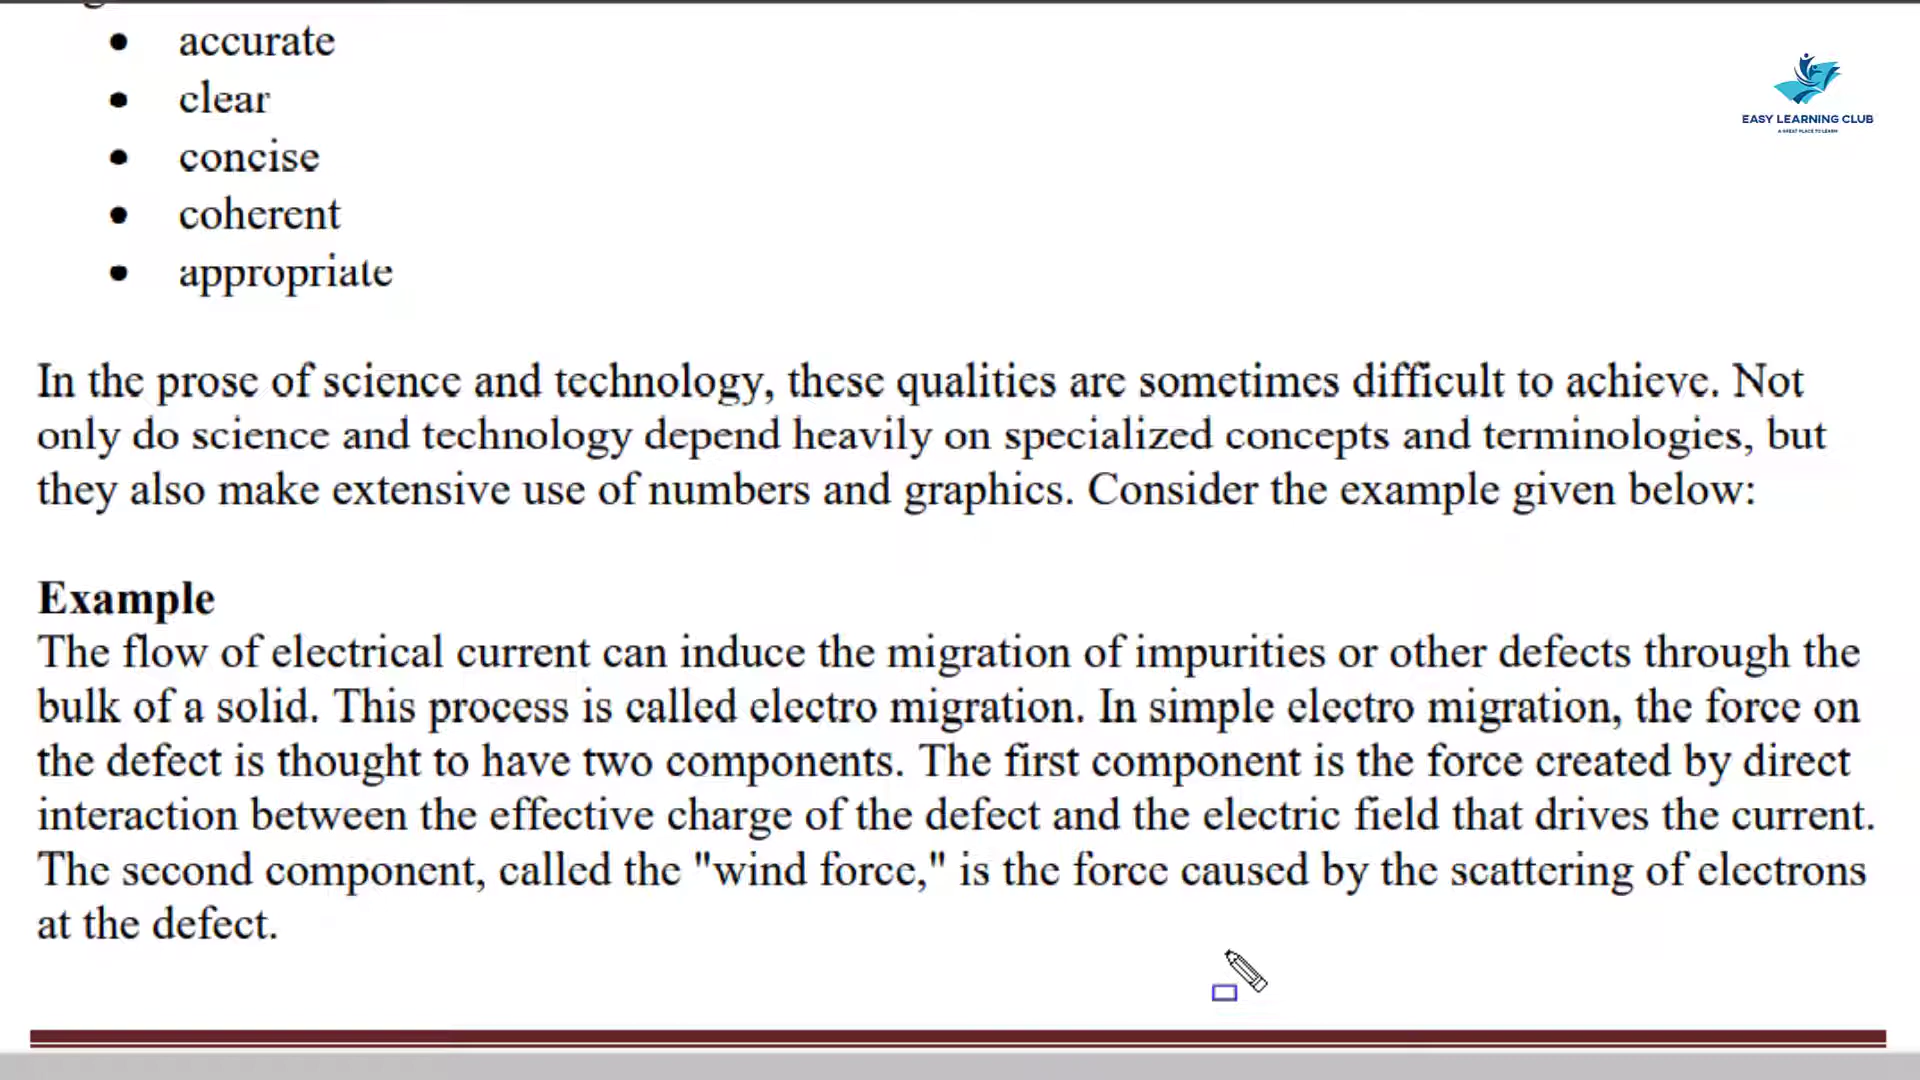 • accurate
• clear
• concise
• coherent
• appropriate
EASY LEARNING CLUB
A GREAT PLACE TO LEARN
In the prose of science and technology, these qualities are sometimes difficult to achieve. Not
only do science and technology depend heavily on specialized concepts and terminologies, but
they also make extensive use of numbers and graphics. Consider the example given below:
Example
The flow of electrical current can induce the migration of impurities or other defects through the
bulk of a solid. This process is called electro migration. In simple electro migration, the force on
the defect is thought to have two components. The first component is the force created by direct
interaction between the effective charge of the defect and the electric field that drives the current.
The second component, called the "wind force," is the force caused by the scattering of electrons
at the defect.